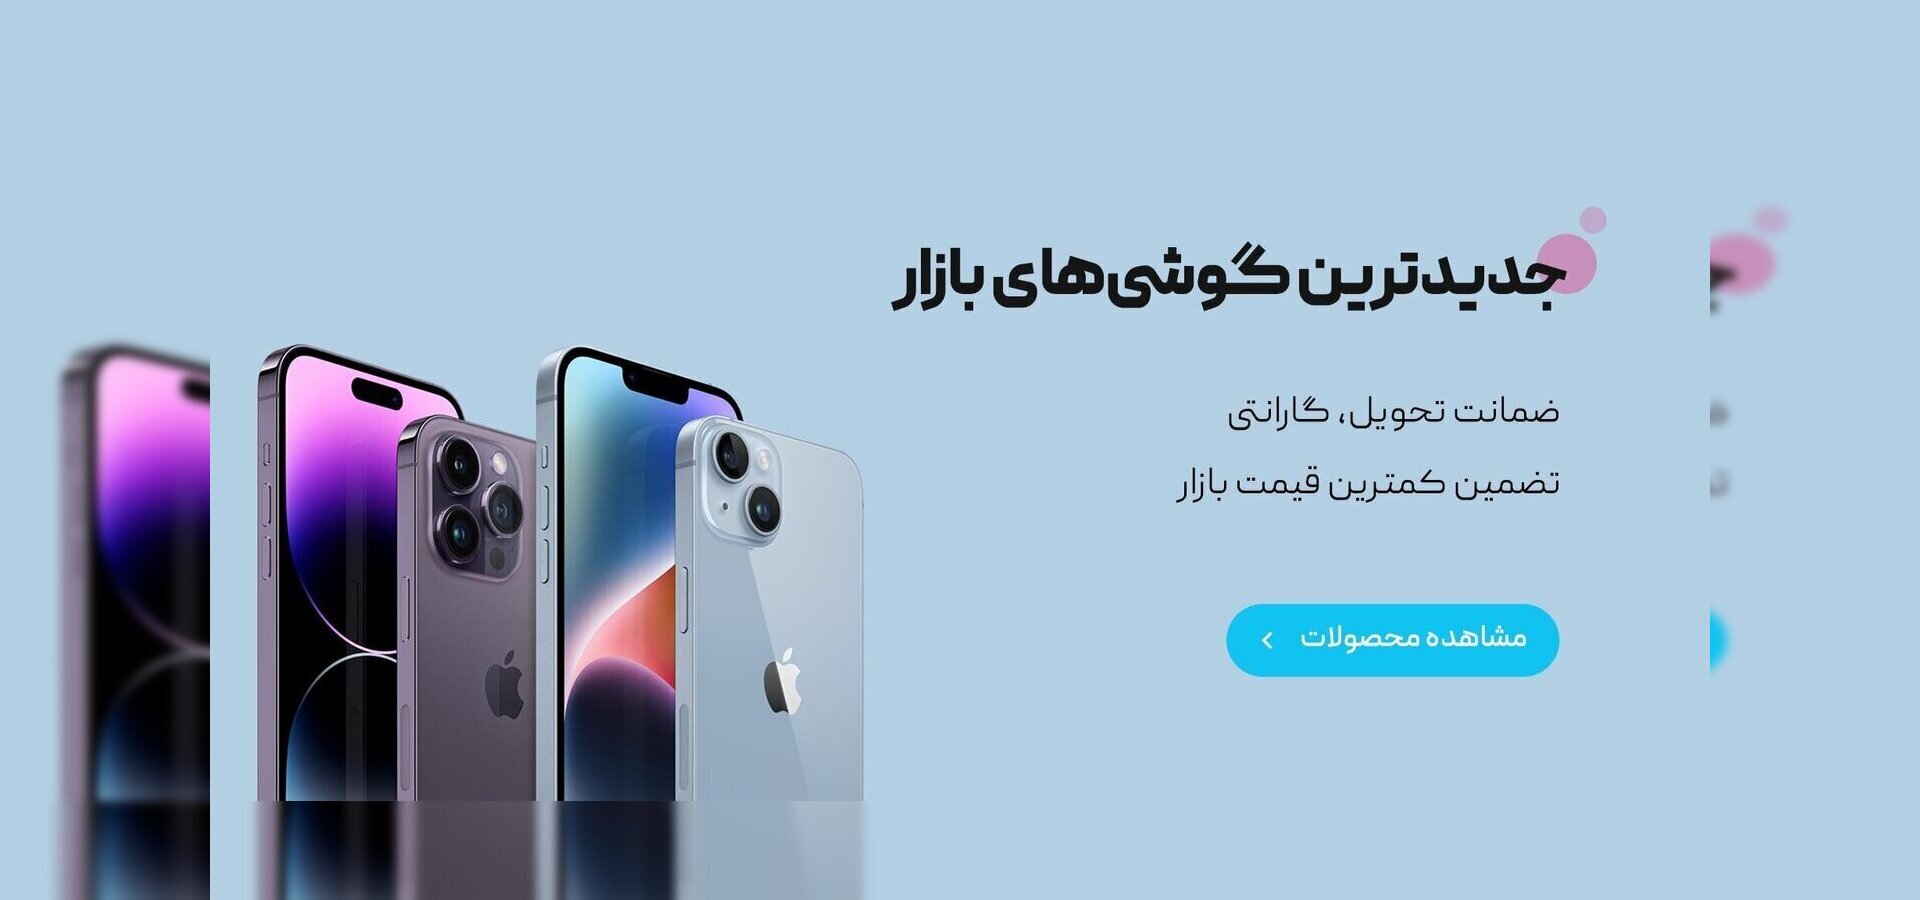 جدیدترین گوشی‌های بازار
ضمانت تحویل، گارانتی
تضمین کمترین قیمت بازار
مشاهده محصولات